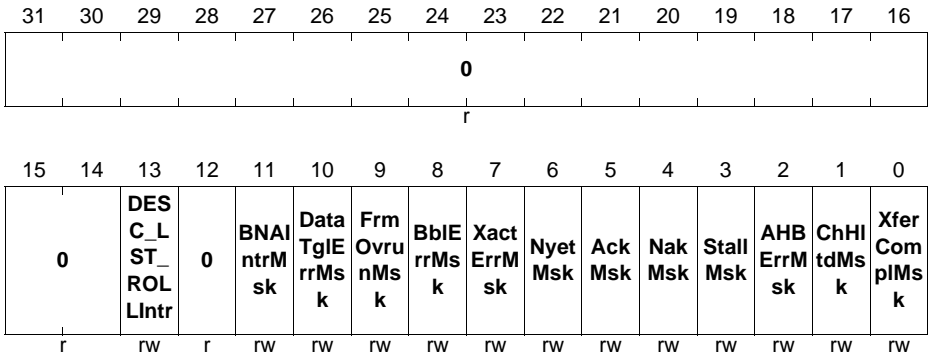 31 30 29 28 27 26 25 24 23 22 21 20 19 18 17 16
0
r
15 14 13 12 11 10 9 8 7 6 5 4 3 2 1 0
0
DES
C_L
ST_
ROL
LIntr
0
BNAI
ntrM
sk
Data
TglE
rrMs
k
Frm
Ovru
nMs
k
BblE
rrMs
k
Xact
ErrM
sk
Nyet
Msk
Ack
Msk
Nak
Msk
Stall
Msk
AHB
ErrM
sk
ChHl
tdMs
k
Xfer
Com
plMs
k
r rw r rw rw rw rw rw rw rw rw rw rw rw rw